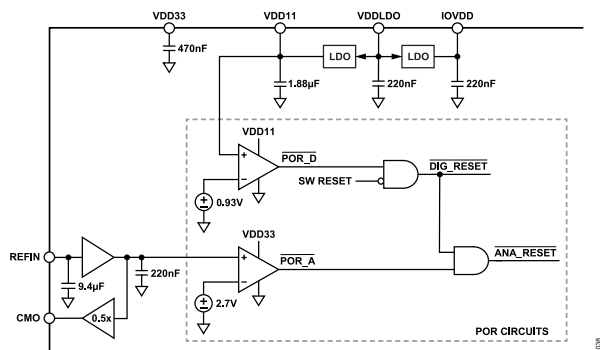 VDD33
VDD11
VDDLDO
IOVDD
470nF
LDO
LDO
1.88µF
220nF
220nF
VDD11
+
−
POR_D
SW RESET
DIG_RESET
0.93V
VDD33
REFIN
+
−
POR_A
ANA_RESET
9.4µF
220nF
CMO
0.5x
2.7V
POR CIRCUITS
036